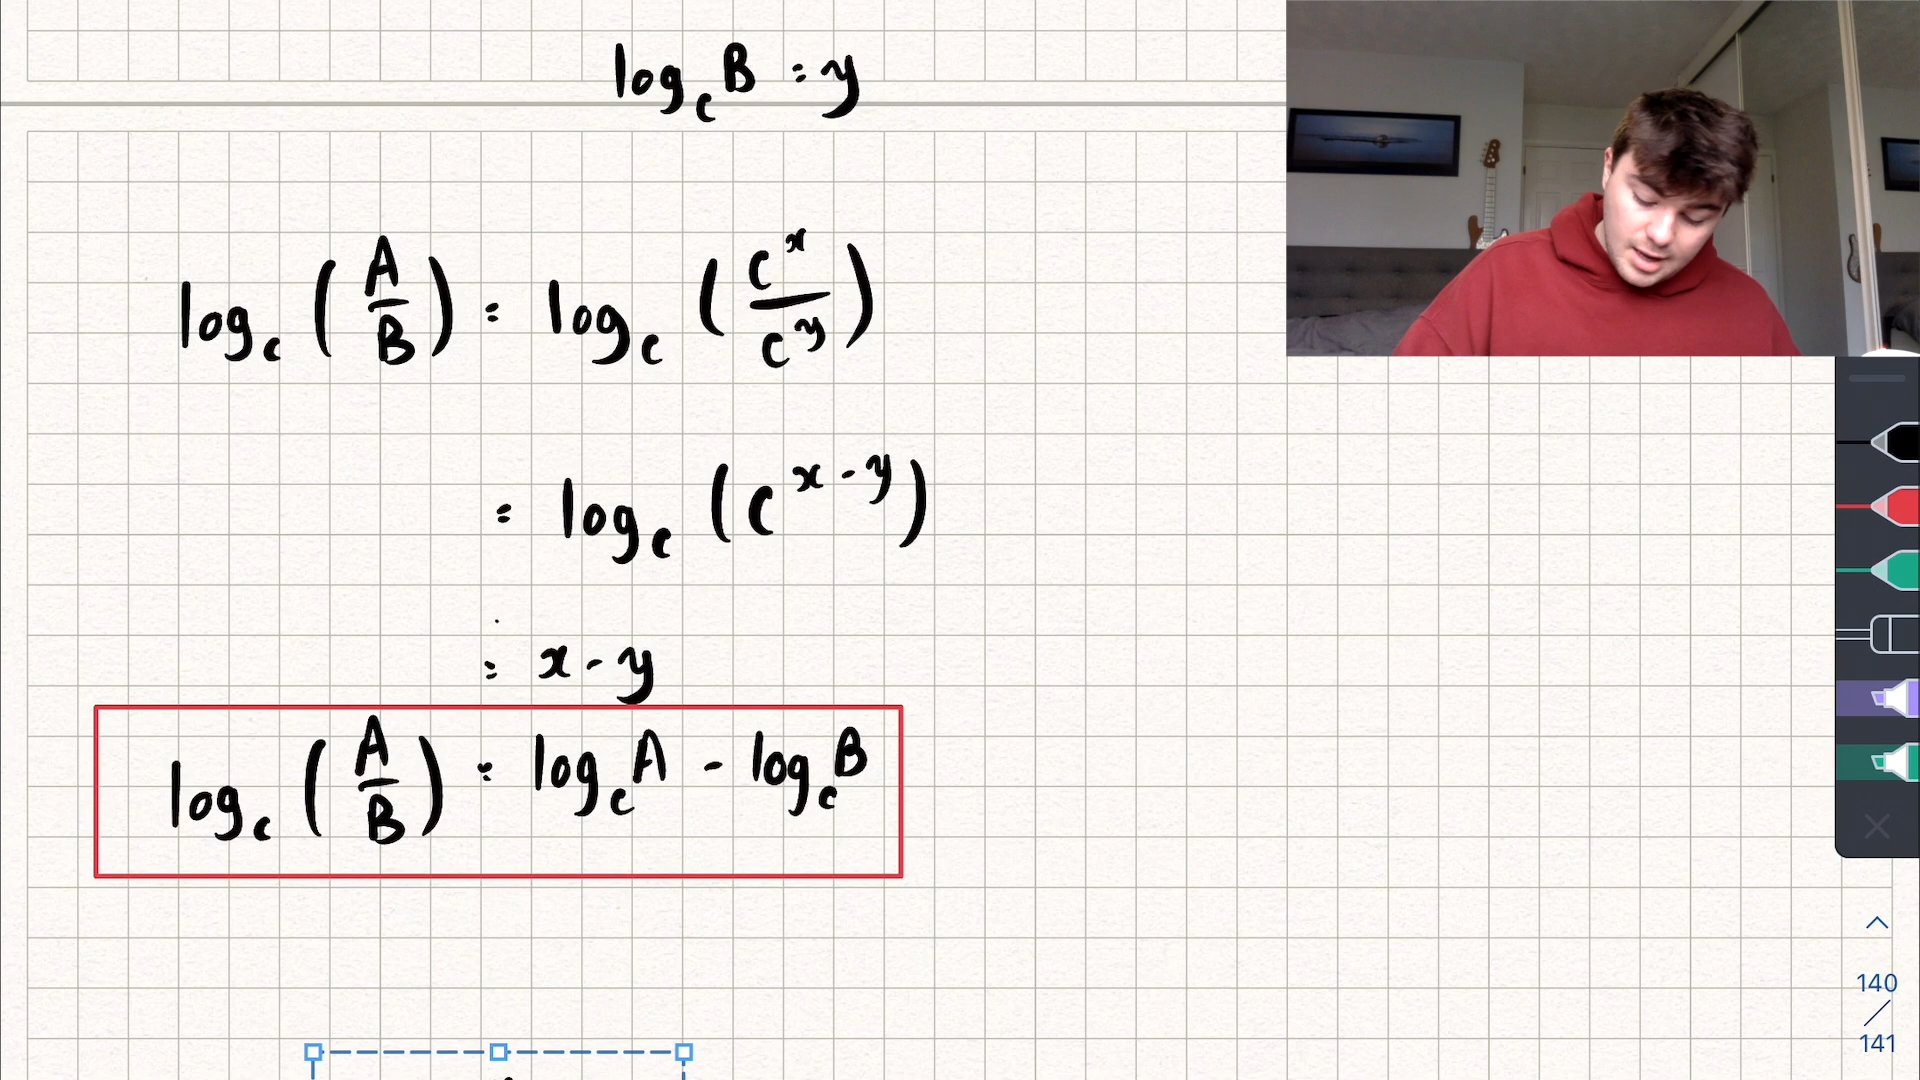 log_c B = y
log_c (A/B) = log_c (c^x/c^y)
= log_c (c^(x-y))
= x - y
log_c (A/B) = log_c A - log_c B
140
/
141